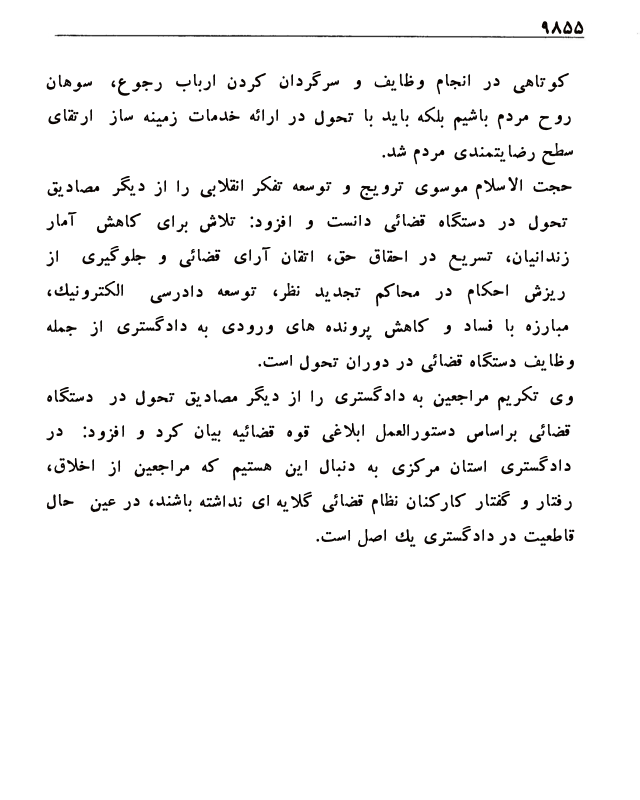 ۹۸۵۵
کوتاهی در انجام وظایف و سرگردان کردن ارباب رجوع، سوهان
روح مردم باشیم بلکه باید با تحول در ارائه خدمات زمینه ساز ارتقای
سطح رضایتمندی مردم شد.
حجت الاسلام موسوی ترویج و توسعه تفکر انقلابی را از دیگر مصادیق
تحول در دستگاه قضائی دانست و افزود: تلاش برای کاهش آمار
زندانیان، تسریع در احقاق حق، اتقان آرای قضائی و جلوگیری از
ریزش احکام در محاکم تجدید نظر، توسعه دادرسی الکترونیك،
مبارزه با فساد و کاهش پرونده های ورودی به دادگستری از جمله
وظایف دستگاه قضائی در دوران تحول است.
وی تکریم مراجعین به دادگستری را از دیگر مصادیق تحول در دستگاه
قضائی براساس دستورالعمل ابلاغی قوه قضائیه بیان کرد و افزود: در
دادگستری استان مرکزی به دنبال این هستیم که مراجعین از اخلاق،
رفتار و گفتار کارکنان نظام قضائی گلایه ای نداشته باشند، در عین حال
قاطعیت در دادگستری یك اصل است.